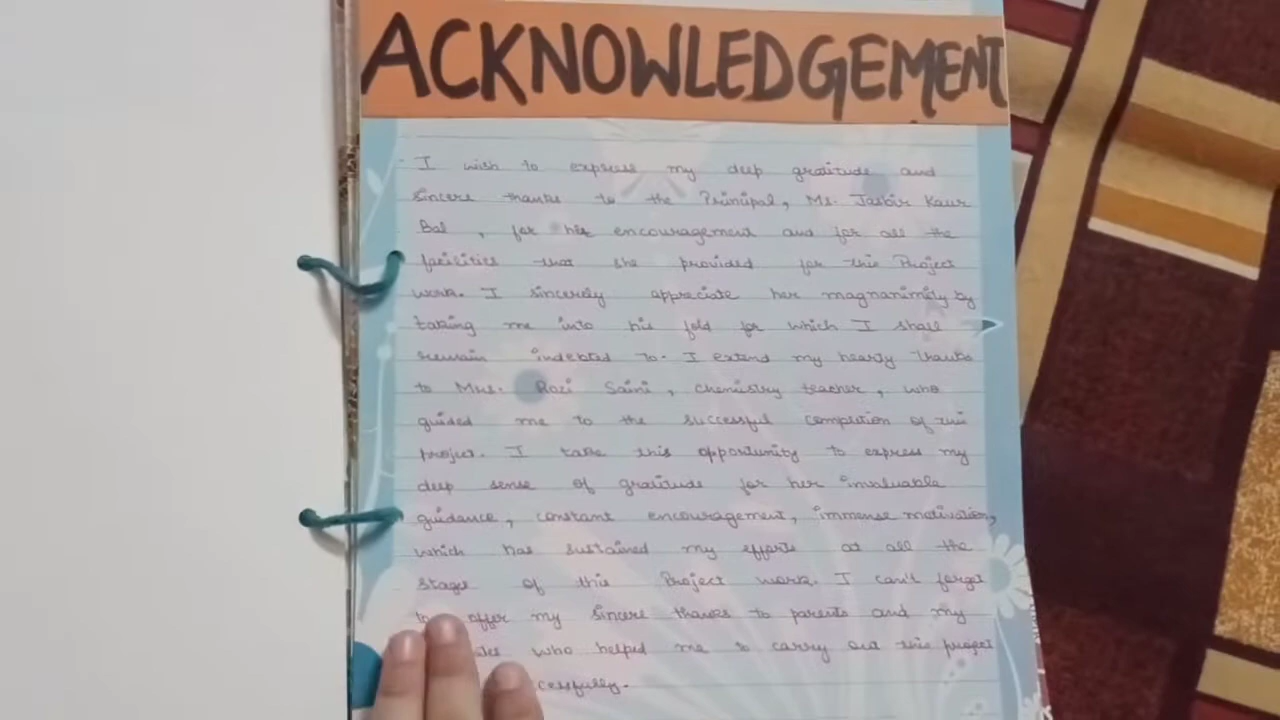 ACKNOWLEDGEMENT
I wish to express my deep gratitude and
sincere thanks to the Principal, Ms. Jasbir Kaur
Bal , for her encouragement and for all the
facilities that she provided for this Project
work. I sincerely appreciate her magnanimity by
taking me into his fold for which I shall
remain indebted to. I extend my hearty thanks
to Mrs. Rozi Saini , chemistry teacher , who
guided me to the successful completion of this
project. I take this opportunity to express my
deep sense of gratitude for her invaluable
guidance, constant encouragement, immense motivation,
which has sustained my efforts at all the
stages of this Project work. I can't forget
to offer my sincere thanks to parents and my
who helped me to carry out this project
cessfully.